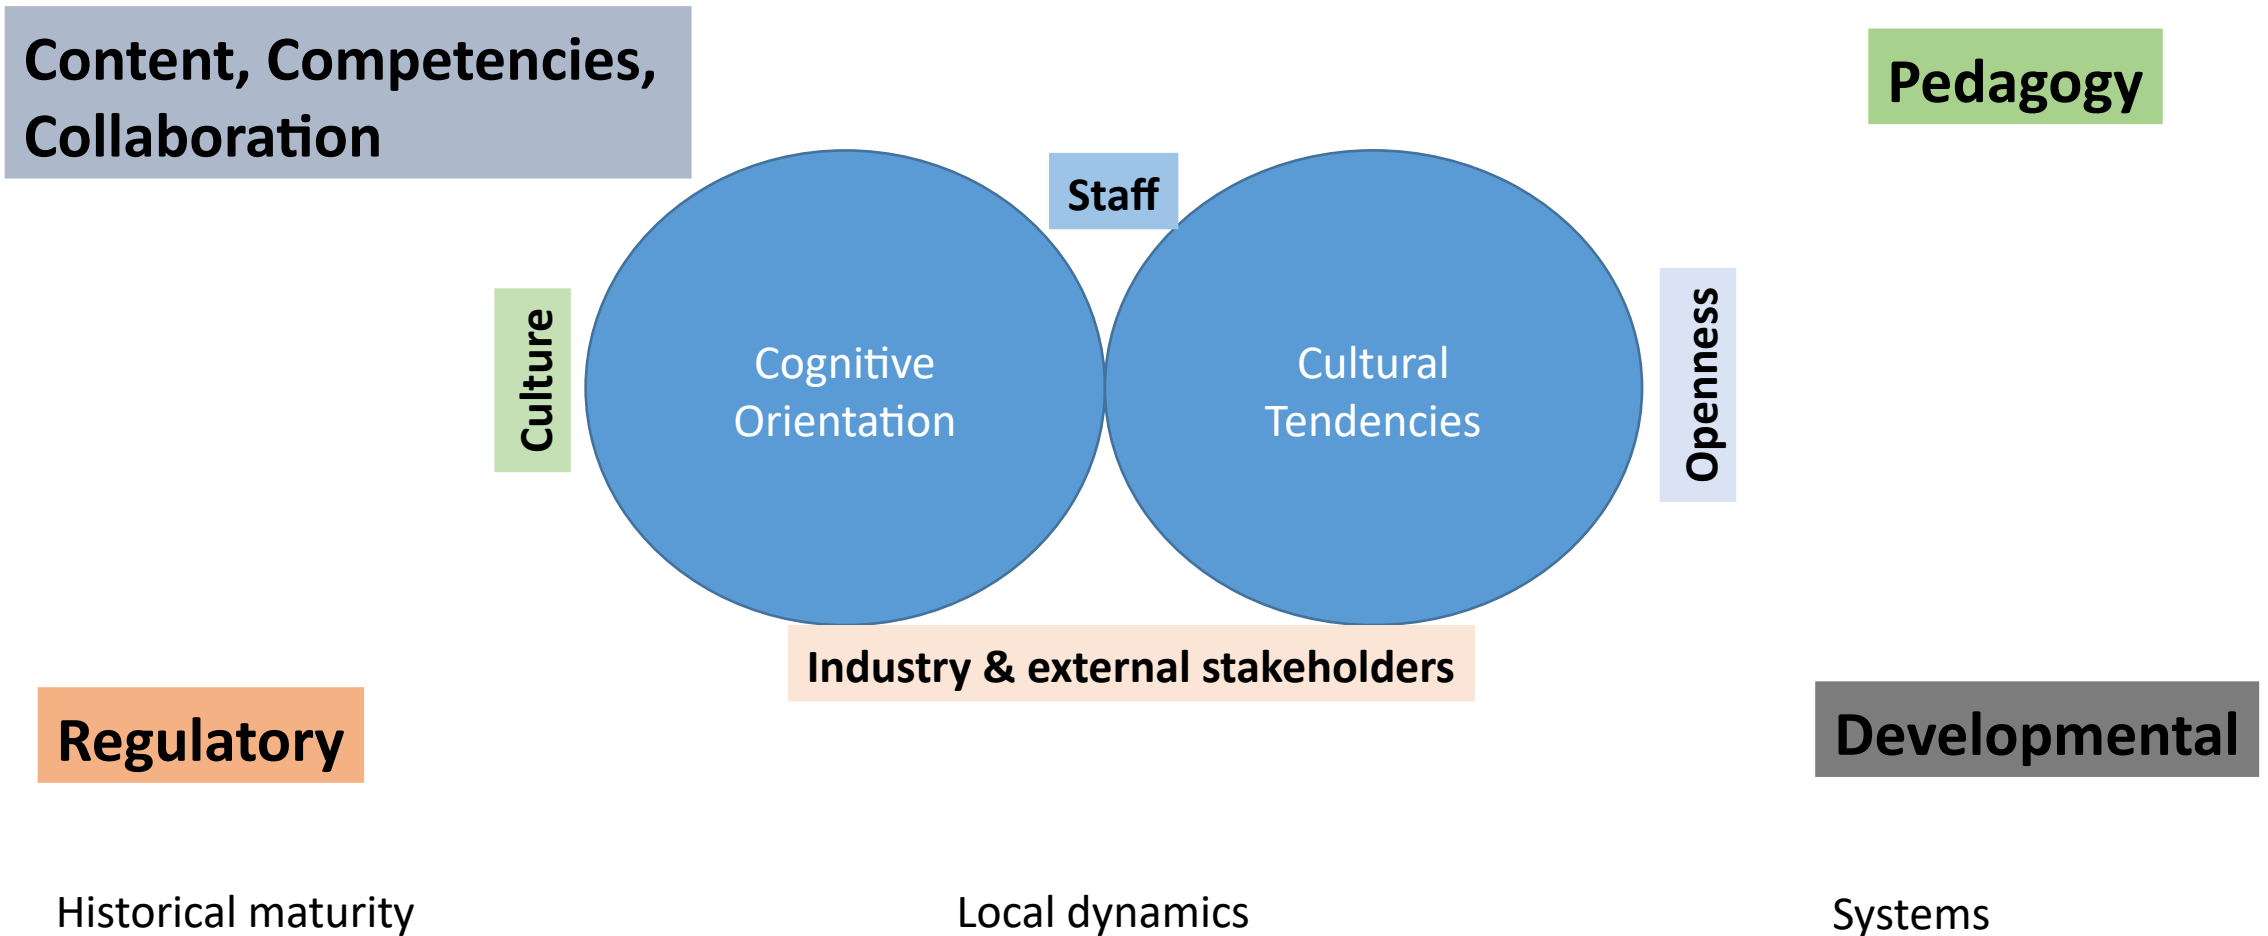 Content, Competencies,
Collaboration
Pedagogy
Staff
Culture
Cognitive
Orientation
Cultural
Tendencies
Openness
Industry & external stakeholders
Regulatory
Developmental
Historical maturity
Local dynamics
Systems